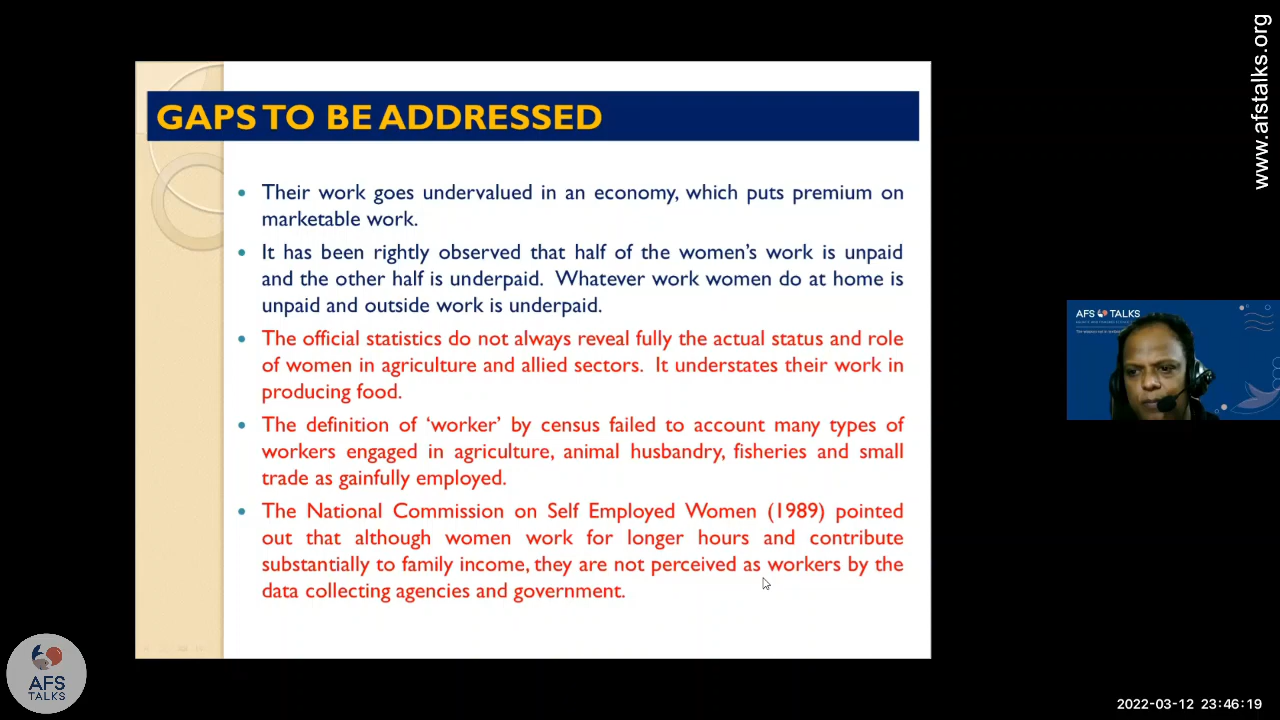 www.afstalks.org
GAPS TO BE ADDRESSED
• Their work goes undervalued in an economy, which puts premium on
marketable work.
• It has been rightly observed that half of the women's work is unpaid
and the other half is underpaid. Whatever work women do at home is
unpaid and outside work is underpaid.
• The official statistics do not always reveal fully the actual status and role
of women in agriculture and allied sectors. It understates their work in
producing food.
• The definition of 'worker' by census failed to account many types of
workers engaged in agriculture, animal husbandry, fisheries and small
trade as gainfully employed.
• The National Commission on Self Employed Women (1989) pointed
out that although women work for longer hours and contribute
substantially to family income, they are not perceived as workers by the
data collecting agencies and government.
AFS TALKS
AFS
TALKS
2022-03-12 23:46:19